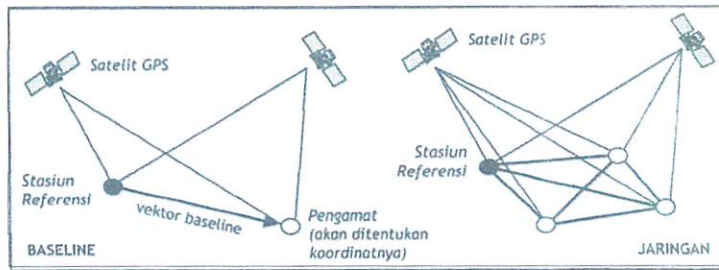 Satelit GPS
Stasiun
Referensi
vektor baseline
Pengamat
(akan ditentukan
koordinatnya)
BASELINE
Satelit GPS
Stasiun
Referensi
JARINGAN